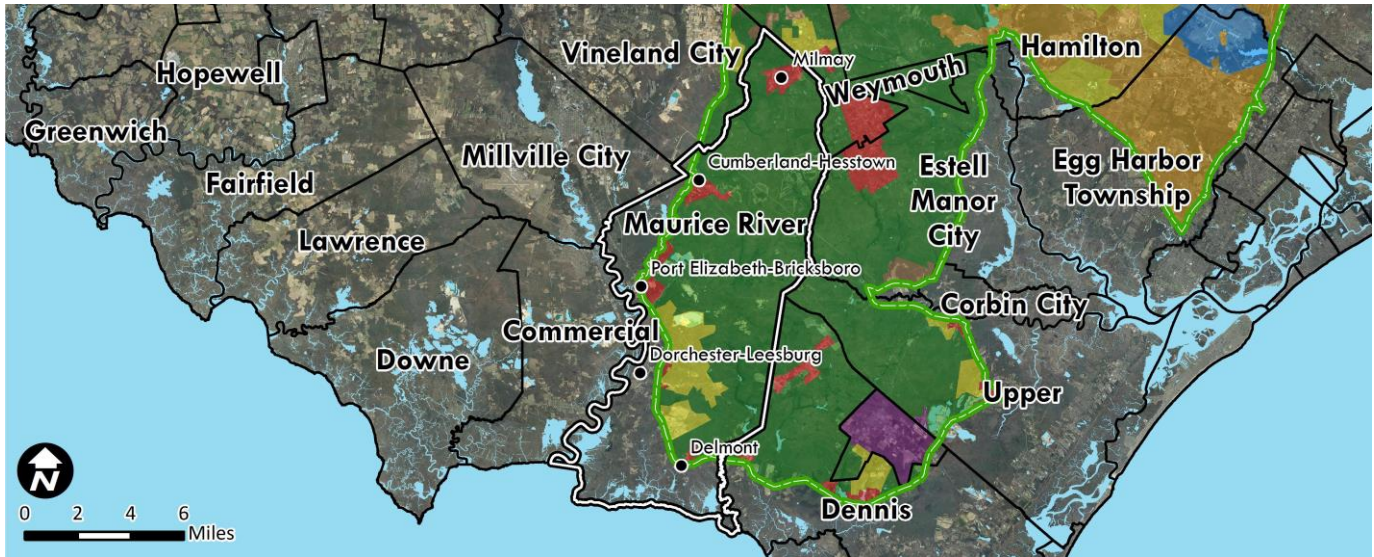 Vineland City
Milmay
Hamilton
Hopewell
Weymouth
Greenwich
Millville City
Cumberland-Hesstown
Estell
Manor
City
Egg Harbor
Township
Fairfield
Maurice River
Lawrence
Port Elizabeth-Bricksboro
Corbin City
Commercial
Dorchester-Leesburg
Downe
Upper
Delmont
N
Dennis
0 2 4 6
Miles